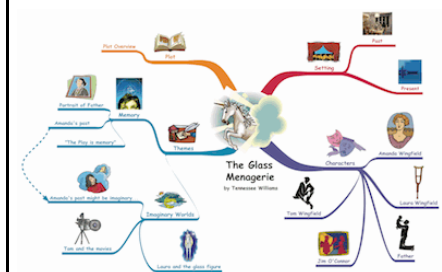 The Glass
Menagerie
by Tennessee Williams
Plot Overview
Plot
Setting
Past
Present
Characters
Amanda Wingfield
Laura Wingfield
Father
Tom Wingfield
Jim O'Connor
Themes
Memory
Portrait of Father
Amanda's past
"The Play is memory"
Imaginary Worlds
Amanda's past might be imaginary
Tom and the movies
Laura and the glass figure